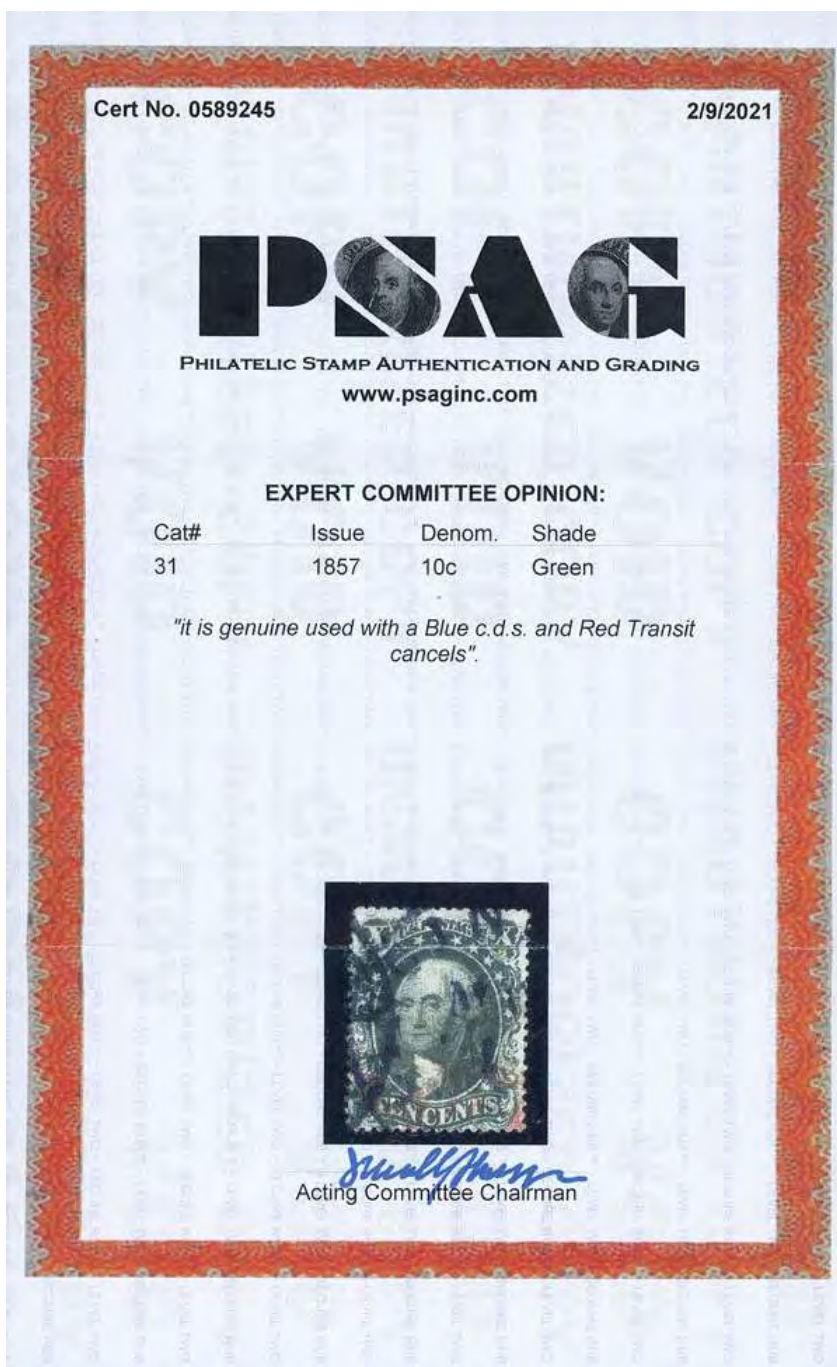 Cert No. 0589245 2/9/2021
PSAG
PHILATELIC STAMP AUTHENTICATION AND GRADING
www.psaginc.com
EXPERT COMMITTEE OPINION:
Cat# Issue Denom. Shade
31 1857 10c Green
"it is genuine used with a Blue c.d.s. and Red Transit
cancels".
X X
TEN CENTS
Acting Committee Chairman